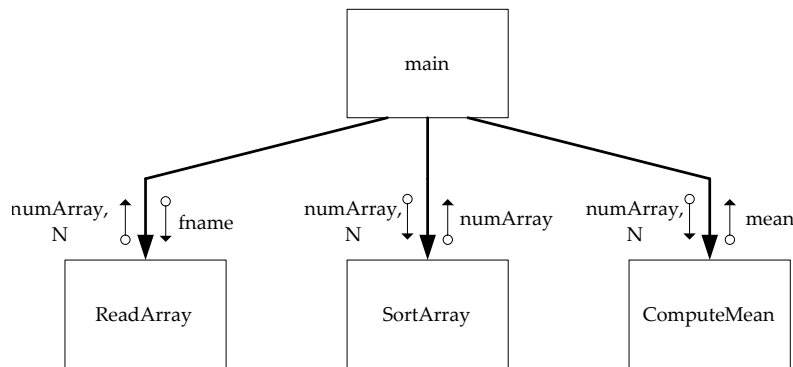 main
numArray,
N
fname
numArray,
N
numArray
numArray,
N
mean
ReadArray
SortArray
ComputeMean